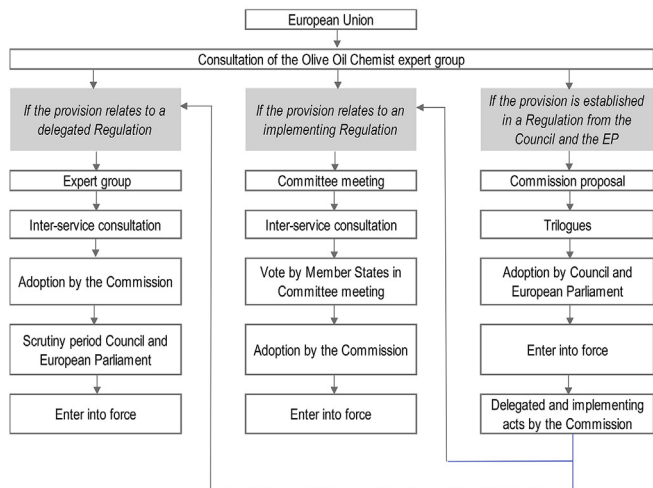 European Union
Consultation of the Olive Oil Chemist expert group
If the provision relates to a
delegated Regulation
If the provision relates to an
implementing Regulation
If the provision is established
in a Regulation from the
Council and the EP
Expert group
Committee meeting
Commission proposal
Inter-service consultation
Inter-service consultation
Trilogues
Adoption by the Commission
Vote by Member States in
Committee meeting
Adoption by Council and
European Parliament
Scrutiny period Council and
European Parliament
Adoption by the Commission
Enter into force
Enter into force
Enter into force
Delegated and implementing
acts by the Commission